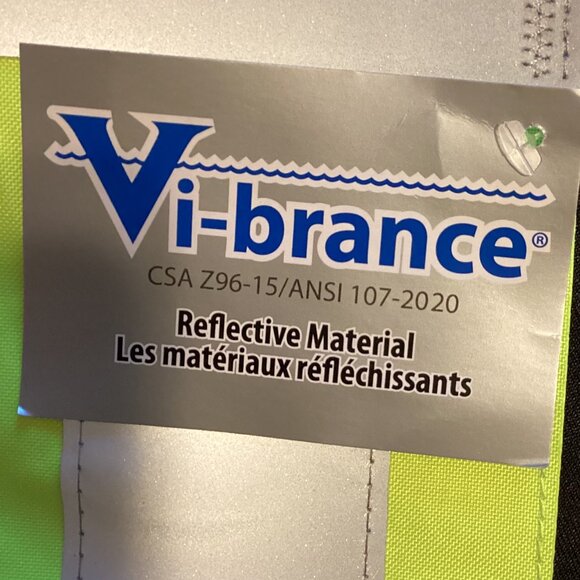 Vi-brance®
CSA Z96-15/ANSI 107-2020
Reflective Material
Les matériaux réfléchissants